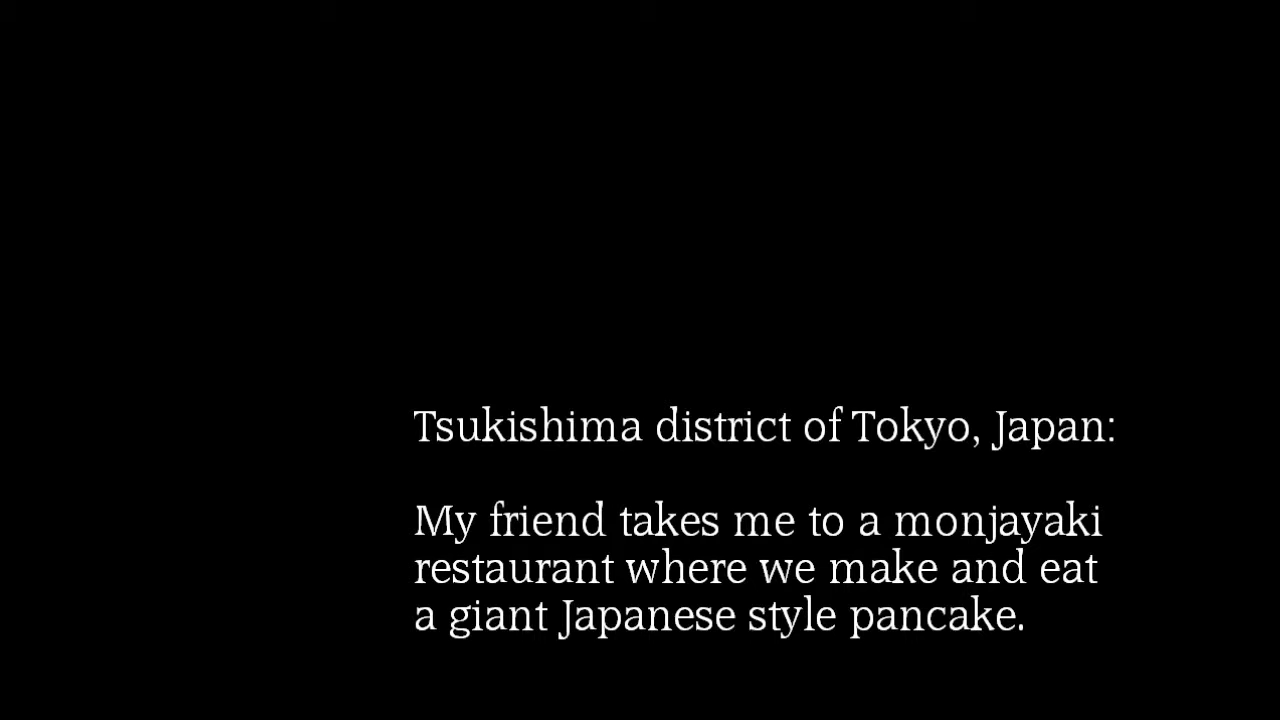 Tsukishima district of Tokyo, Japan:
My friend takes me to a monjayaki
restaurant where we make and eat
a giant Japanese style pancake.